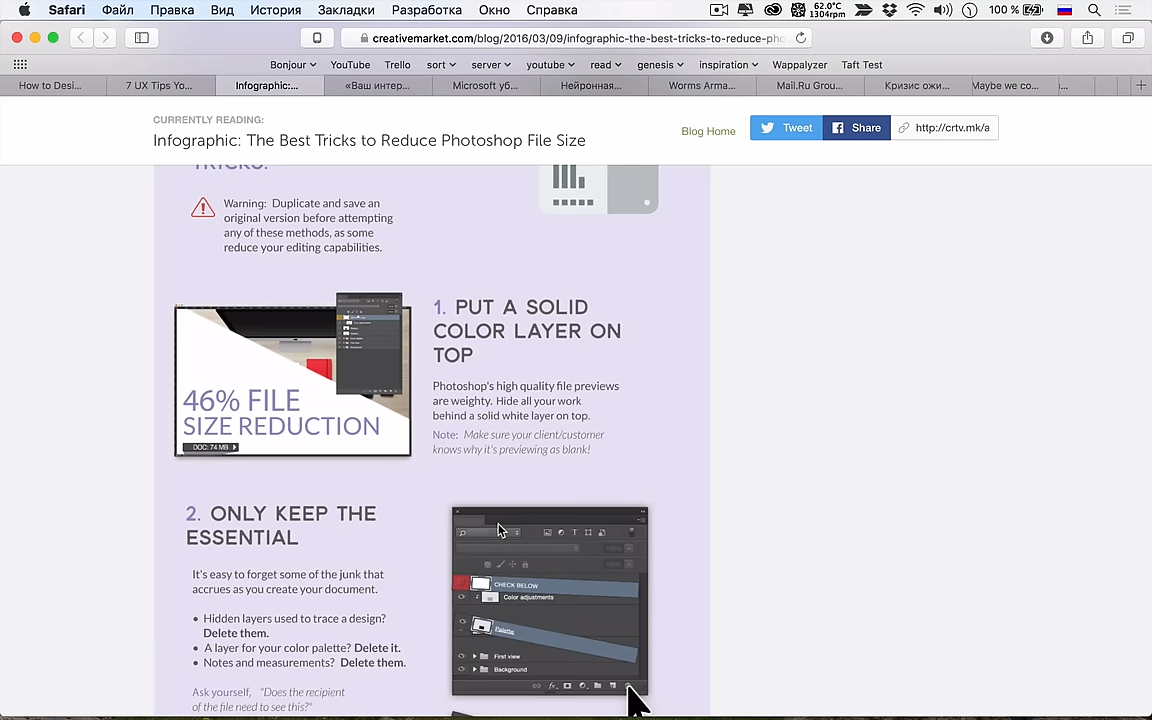 Safari Файл Правка Вид История Закладки Разработка Окно Справка 62.0°C 1304rpm 100 %
creativemarket.com/blog/2016/03/09/infographic-the-best-tricks-to-reduce-pho
Bonjour YouTube Trello sort server youtube read genesis inspiration Wappalyzer Taft Test
How to Desi... 7 UX Tips Yo... Infographic:... «Ваш интер... Microsoft уб... Нейронная... Worms Arma... Mail.Ru Grou... Кризис ожи... Maybe we co...
CURRENTLY READING:
Infographic: The Best Tricks to Reduce Photoshop File Size
Blog Home Tweet Share http://crtv.mk/a
TRICKS:
Warning: Duplicate and save an
original version before attempting
any of these methods, as some
reduce your editing capabilities.
46% FILE
SIZE REDUCTION
DOC: 74 MB
1. PUT A SOLID
COLOR LAYER ON
TOP
Photoshop's high quality file previews
are weighty. Hide all your work
behind a solid white layer on top.
Note: Make sure your client/customer
knows why it's previewing as blank!
2. ONLY KEEP THE
ESSENTIAL
It's easy to forget some of the junk that
accrues as you create your document.
• Hidden layers used to trace a design?
Delete them.
• A layer for your color palette? Delete it.
• Notes and measurements? Delete them.
Ask yourself, "Does the recipient
of the file need to see this?"
CHECK BELOW
Color adjustments
Palette
First view
Background